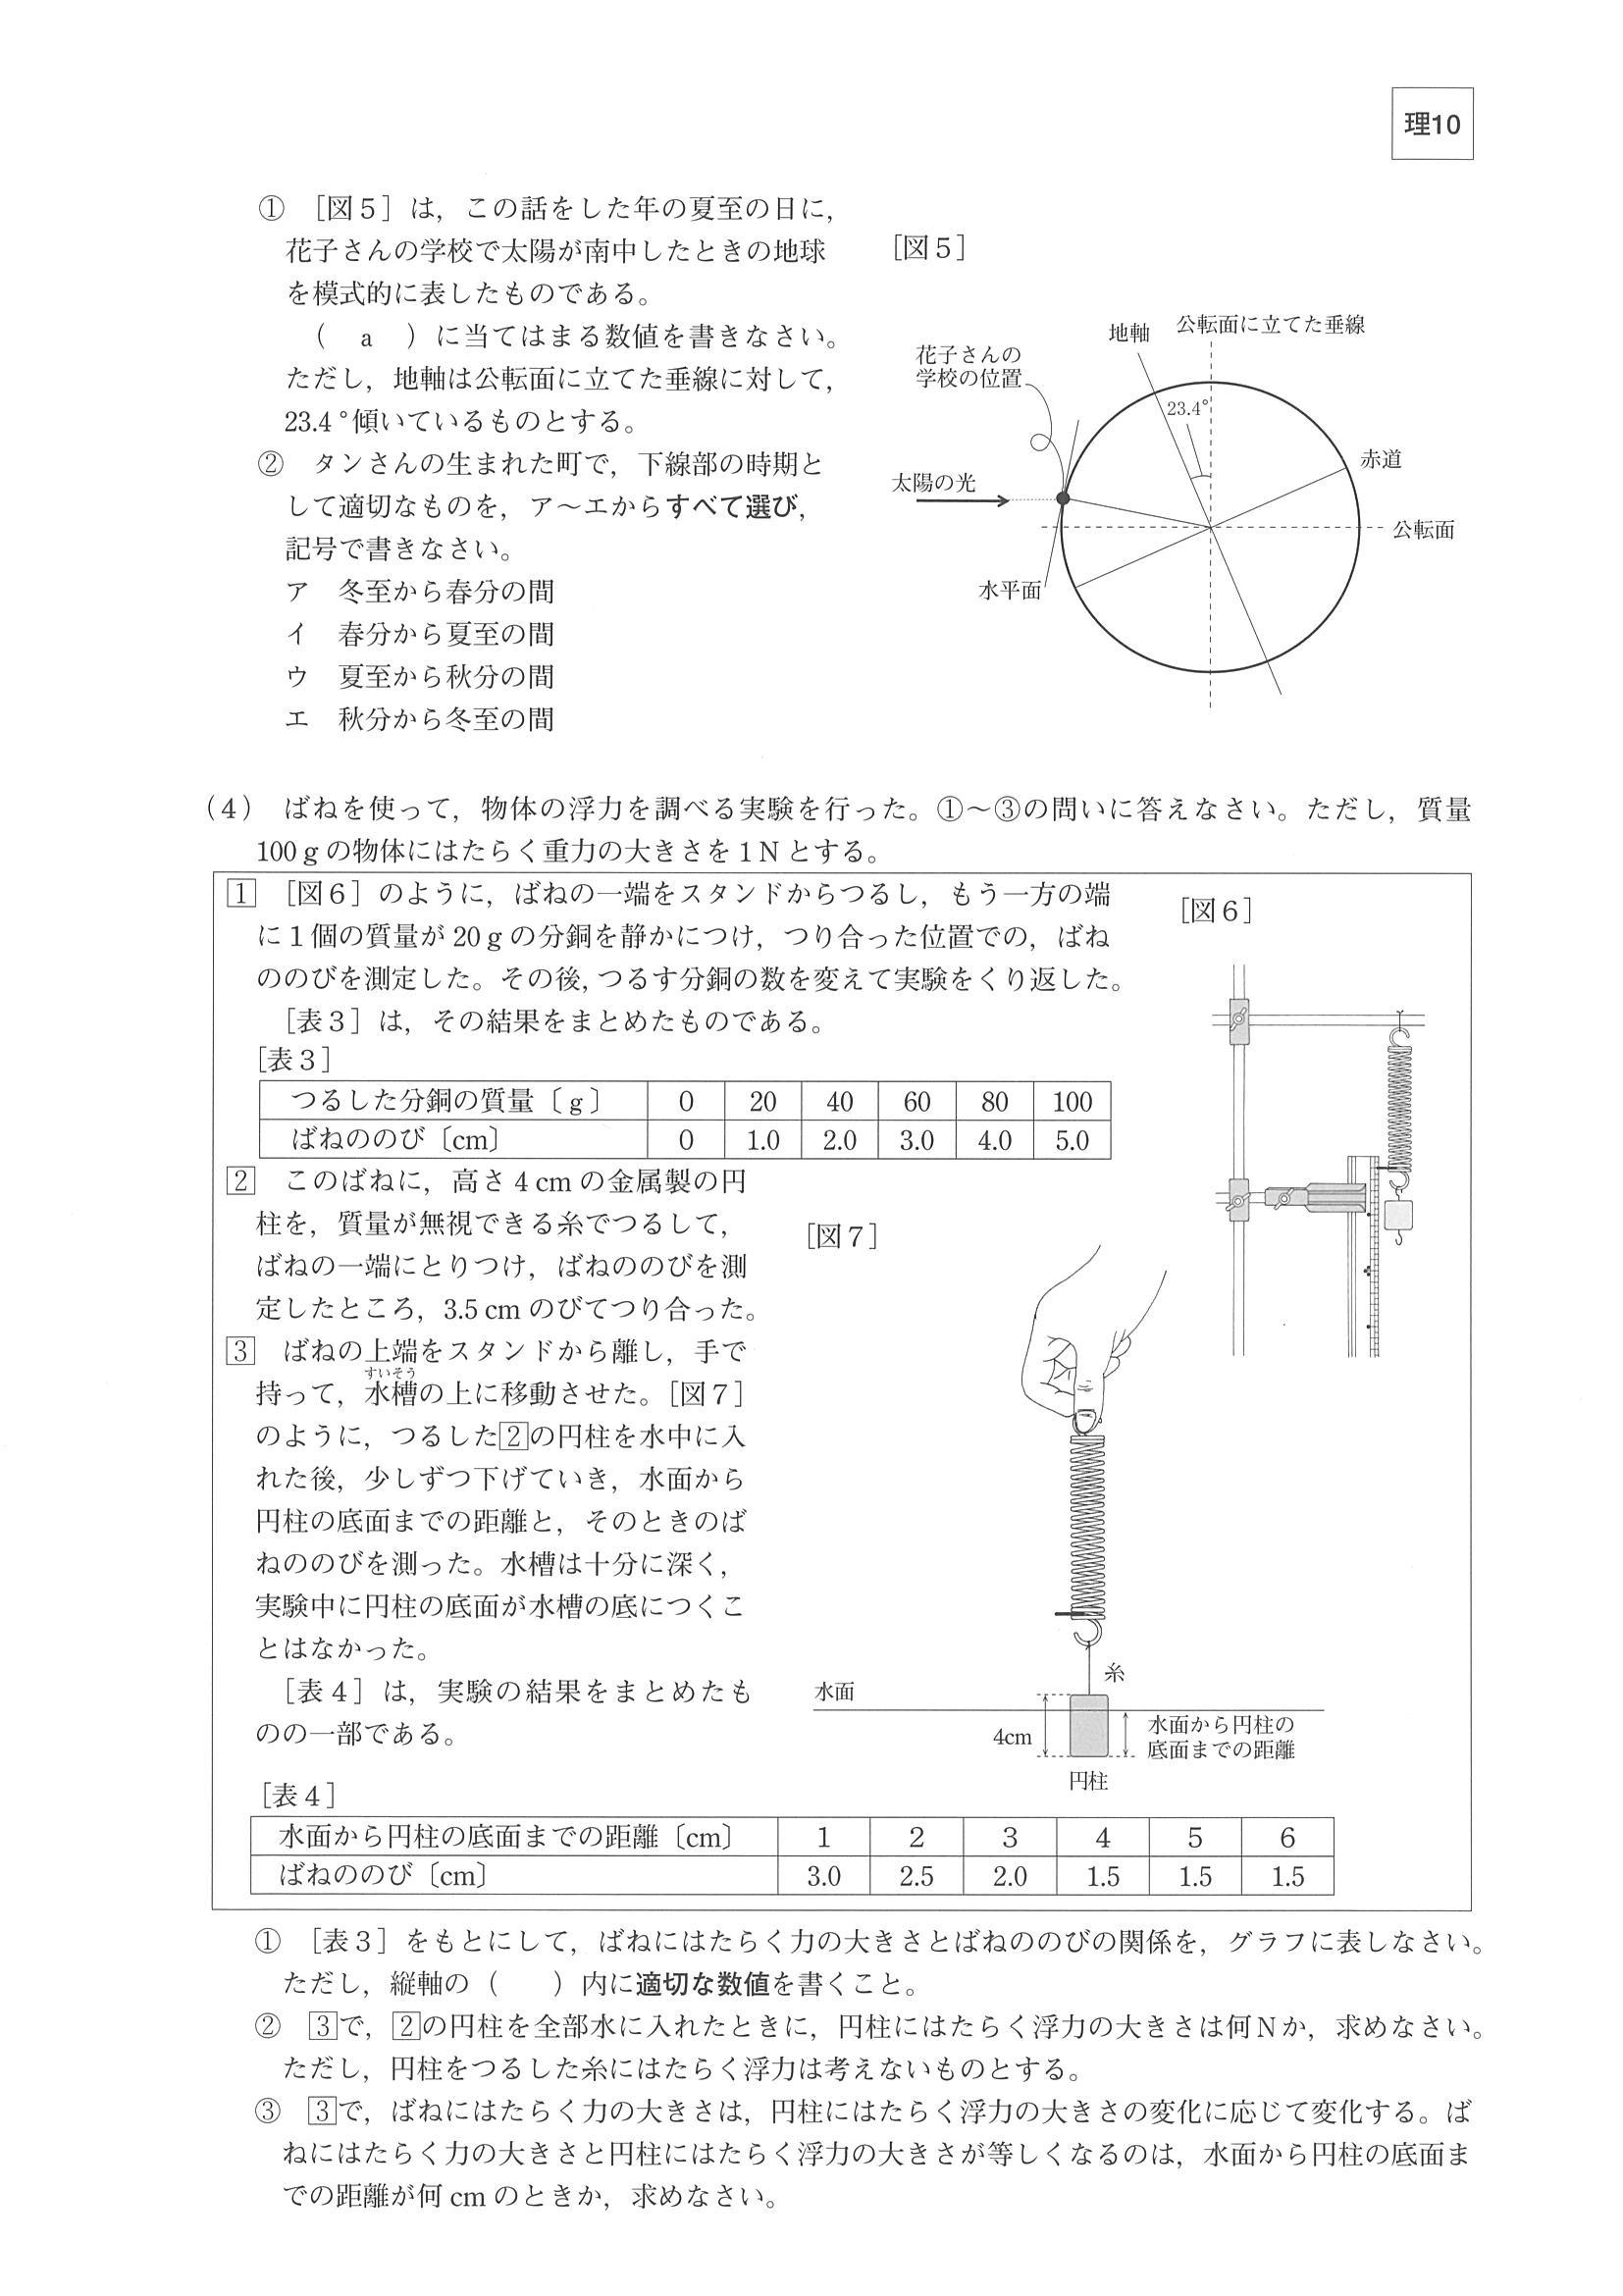 理10
① ［図５］は，この話をした年の夏至の日に，
花子さんの学校で太陽が南中したときの地球
を模式的に表したものである。
（ a ）に当てはまる数値を書きなさい。
ただし，地軸は公転面に立てた垂線に対して，
23.4°傾いているものとする。
② タンさんの生まれた町で，下線部の時期と
して適切なものを，ア～エからすべて選び，
記号で書きなさい。
ア 冬至から春分の間
イ 春分から夏至の間
ウ 夏至から秋分の間
エ 秋分から冬至の間
［図５］
地軸
公転面に立てた垂線
花子さんの
学校の位置
23.4°
赤道
太陽の光
公転面
水平面
（４） ばねを使って，物体の浮力を調べる実験を行った。①～③の問いに答えなさい。ただし，質量
100ｇの物体にはたらく重力の大きさを１Ｎとする。
1 ［図６］のように，ばねの一端をスタンドからつるし，もう一方の端
に１個の質量が20ｇの分銅を静かにつけ，つり合った位置での，ばね
ののびを測定した。その後，つるす分銅の数を変えて実験をくり返した。
［表３］は，その結果をまとめたものである。
［図６］
［表３］
つるした分銅の質量〔ｇ〕 0 20 40 60 80 100
ばねののび〔cm〕 0 1.0 2.0 3.0 4.0 5.0
2 このばねに，高さ４cmの金属製の円
柱を，質量が無視できる糸でつるして，
ばねの一端にとりつけ，ばねののびを測
定したところ，3.5cmのびてつり合った。
3 ばねの上端をスタンドから離し，手で
すいそう
持って，水槽の上に移動させた。［図７］
のように，つるした2の円柱を水中に入
れた後，少しずつ下げていき，水面から
円柱の底面までの距離と，そのときのば
ねののびを測った。水槽は十分に深く，
実験中に円柱の底面が水槽の底につくこ
とはなかった。
［表４］は，実験の結果をまとめたも
のの一部である。
［図７］
糸
水面
4cm
水面から円柱の
底面までの距離
円柱
［表４］
水面から円柱の底面までの距離〔cm〕 1 2 3 4 5 6
ばねののび〔cm〕 3.0 2.5 2.0 1.5 1.5 1.5
① ［表３］をもとにして，ばねにはたらく力の大きさとばねののびの関係を，グラフに表しなさい。
ただし，縦軸の（ ）内に適切な数値を書くこと。
② 3で，2の円柱を全部水に入れたときに，円柱にはたらく浮力の大きさは何Ｎか，求めなさい。
ただし，円柱をつるした糸にはたらく浮力は考えないものとする。
③ 3で，ばねにはたらく力の大きさは，円柱にはたらく浮力の大きさの変化に応じて変化する。ば
ねにはたらく力の大きさと円柱にはたらく浮力の大きさが等しくなるのは，水面から円柱の底面ま
での距離が何cmのときか，求めなさい。